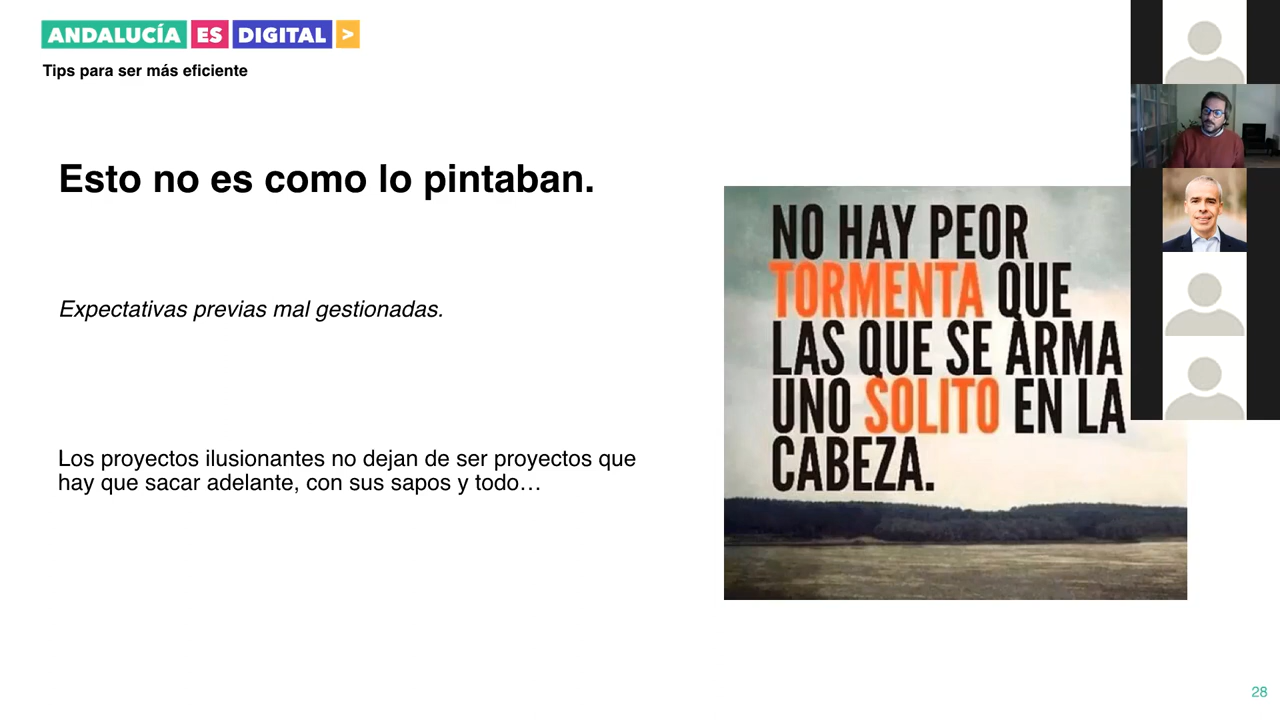 ANDALUCÍA ES DIGITAL >
Tips para ser más eficiente
Esto no es como lo pintaban.
Expectativas previas mal gestionadas.
Los proyectos ilusionantes no dejan de ser proyectos que
hay que sacar adelante, con sus sapos y todo…
NO HAY PEOR
TORMENTA QUE
LAS QUE SE ARMA
UNO SOLITO EN LA
CABEZA.
28